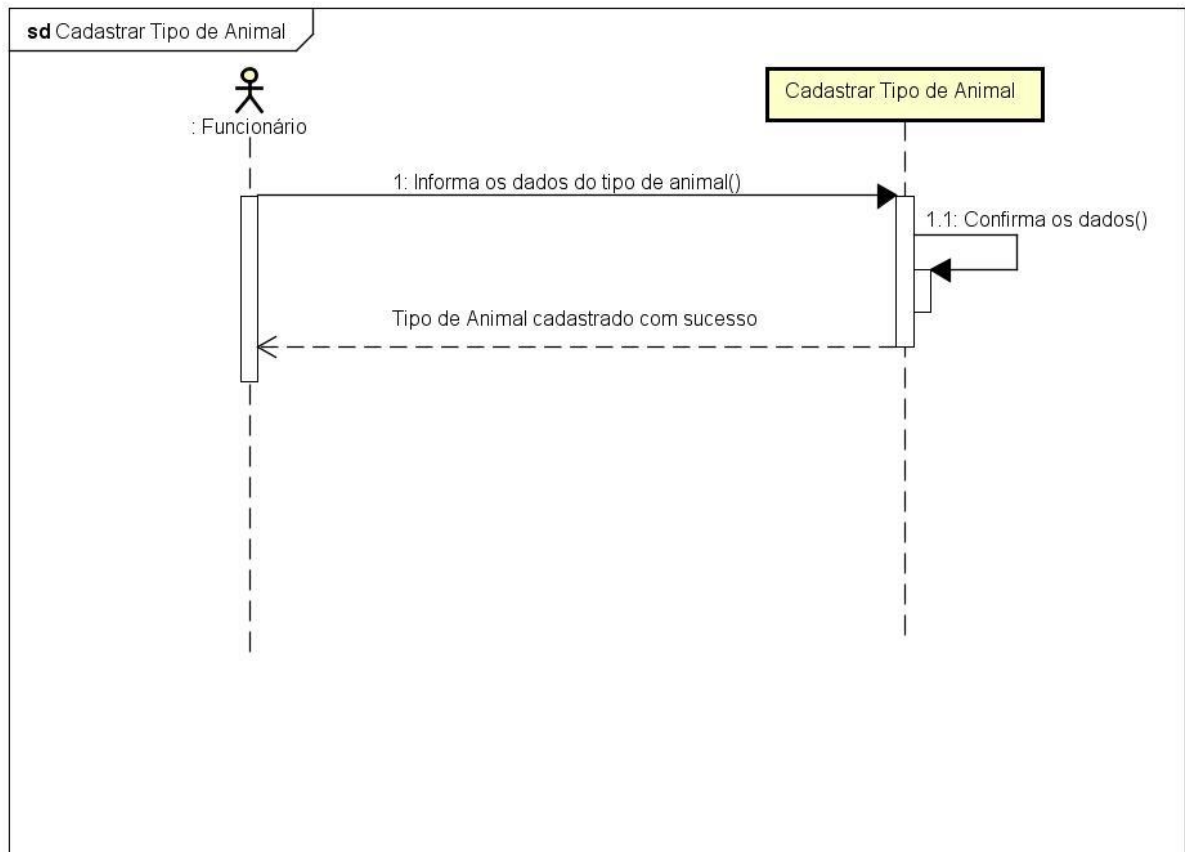 sd Cadastrar Tipo de Animal
: Funcionário
Cadastrar Tipo de Animal
1: Informa os dados do tipo de animal()
1.1: Confirma os dados()
Tipo de Animal cadastrado com sucesso